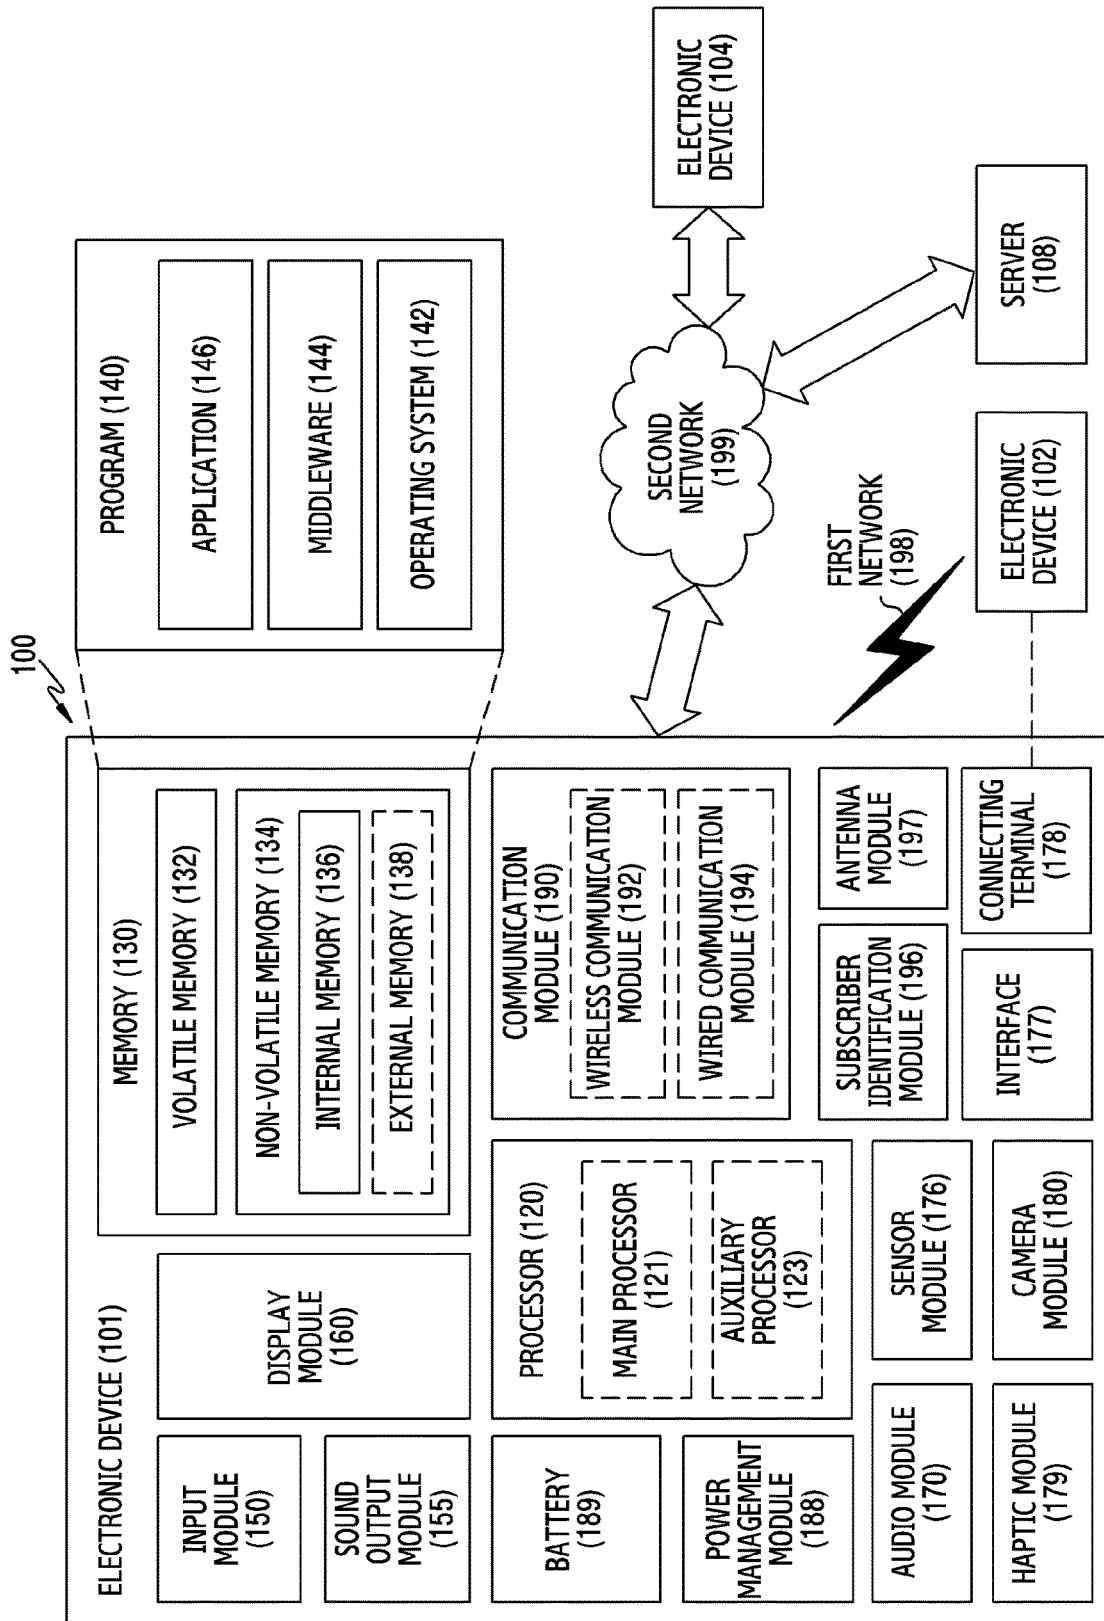 100
ELECTRONIC DEVICE (101)
INPUT
MODULE
(150)
SOUND
OUTPUT
MODULE
(155)
DISPLAY
MODULE
(160)
MEMORY (130)
VOLATILE MEMORY (132)
NON-VOLATILE MEMORY (134)
INTERNAL MEMORY (136)
EXTERNAL MEMORY (138)
PROGRAM (140)
APPLICATION (146)
MIDDLEWARE (144)
OPERATING SYSTEM (142)
BATTERY
(189)
POWER
MANAGEMENT
MODULE
(188)
PROCESSOR (120)
MAIN PROCESSOR
(121)
AUXILIARY
PROCESSOR
(123)
COMMUNICATION
MODULE (190)
WIRELESS COMMUNICATION
MODULE (192)
WIRED COMMUNICATION
MODULE (194)
SECOND
NETWORK
(199)
ELECTRONIC
DEVICE (104)
AUDIO MODULE
(170)
SENSOR
MODULE (176)
SUBSCRIBER
IDENTIFICATION
MODULE (196)
ANTENNA
MODULE
(197)
FIRST
NETWORK
(198)
HAPTIC MODULE
(179)
CAMERA
MODULE (180)
INTERFACE
(177)
CONNECTING
TERMINAL
(178)
ELECTRONIC
DEVICE (102)
SERVER
(108)